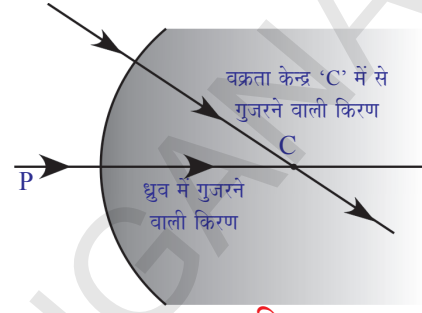 वक्रता केन्द्र ‘C’ में से
गुजरने वाली किरण
C
P
ध्रुव में गुजरने
वाली किरण